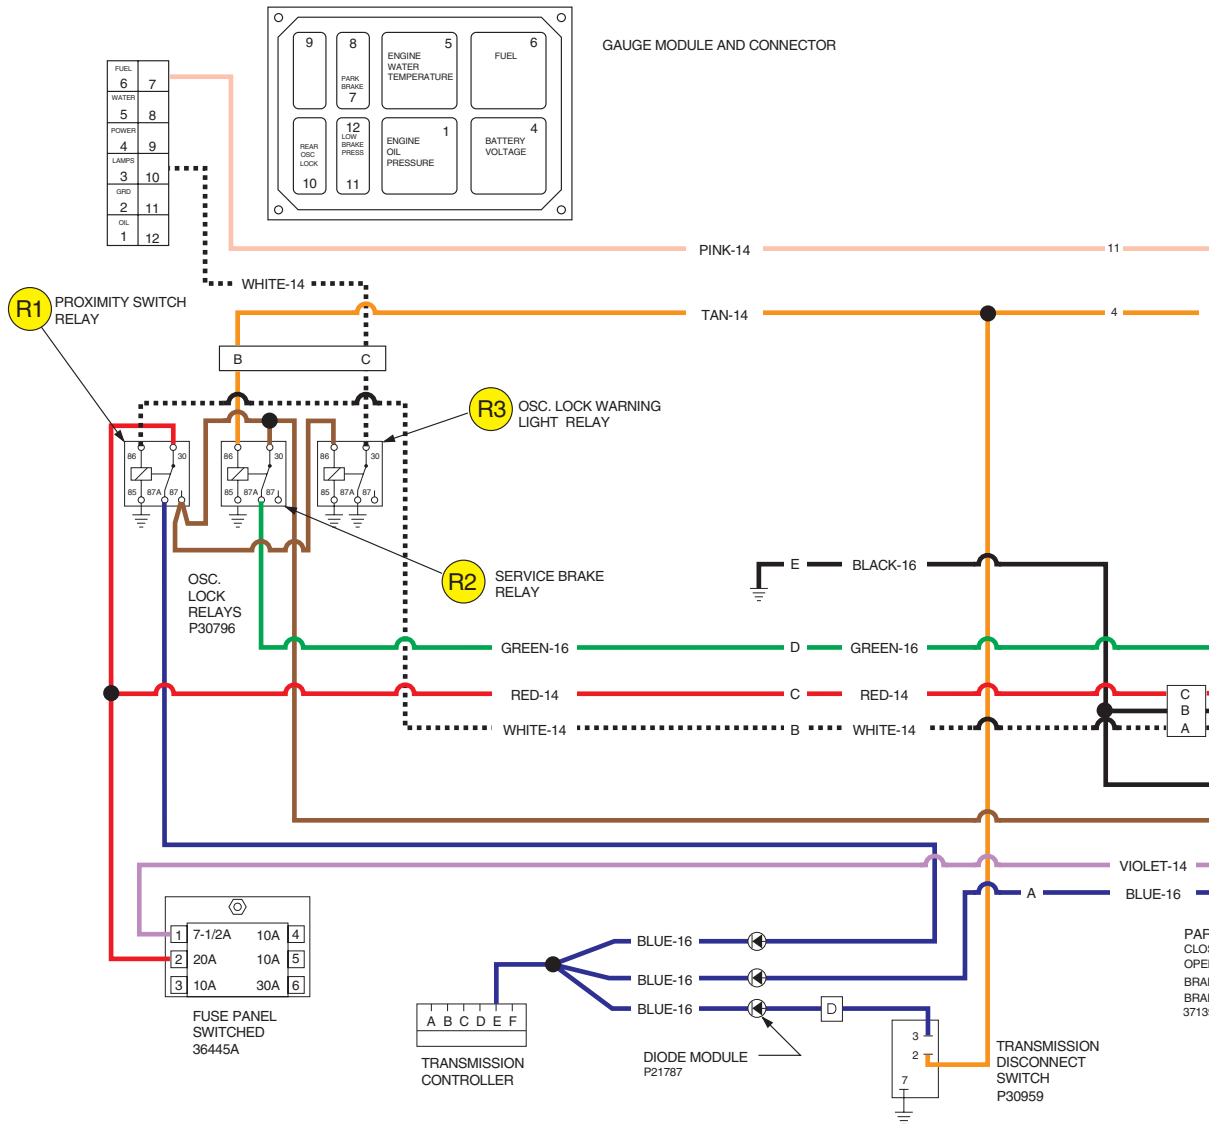 GAUGE MODULE AND CONNECTOR
9
8
PARK
BRAKE
7
ENGINE
WATER
TEMPERATURE
5
FUEL
6
REAR
OSC
LOCK
10
12
LOW
BRAKE
PRESS
11
ENGINE
OIL
PRESSURE
1
BATTERY
VOLTAGE
4
FUEL
6 7
WATER
5 8
POWER
4 9
LAMPS
3 10
GRD
2 11
OIL
1 12
PINK-14
11
WHITE-14
R1
PROXIMITY SWITCH
RELAY
TAN-14
4
B C
R3
OSC. LOCK WARNING
LIGHT RELAY
86 30
85 87A 87
86 30
85 87A 87
86 30
85 87A 87
OSC.
LOCK
RELAYS
P30796
R2
SERVICE BRAKE
RELAY
E BLACK-16
GREEN-16 D GREEN-16
RED-14 C RED-14
WHITE-14 B WHITE-14
C
B
A
VIOLET-14
A BLUE-16
1 7-1/2A 10A 4
2 20A 10A 5
3 10A 30A 6
FUSE PANEL
SWITCHED
36445A
BLUE-16
BLUE-16
BLUE-16
D
A B C D E F
TRANSMISSION
CONTROLLER
DIODE MODULE
P21787
3
2
7
TRANSMISSION
DISCONNECT
SWITCH
P30959
PAR
CLOS
OPE
BRA
BRA
3713